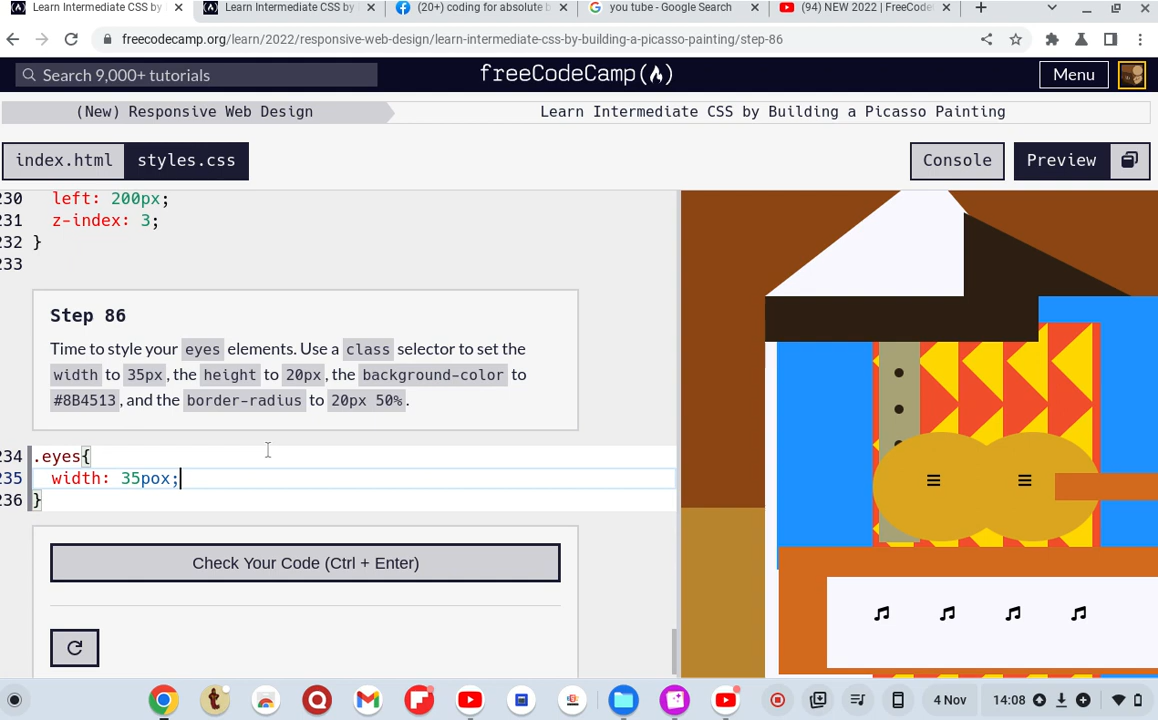 Learn Intermediate CSS by
Learn Intermediate CSS by
(20+) coding for absolute b
you tube - Google Search
(94) NEW 2022 | FreeCode
freecodecamp.org/learn/2022/responsive-web-design/learn-intermediate-css-by-building-a-picasso-painting/step-86
Search 9,000+ tutorials
freeCodeCamp(🔥)
Menu
(New) Responsive Web Design
Learn Intermediate CSS by Building a Picasso Painting
index.html
styles.css
Console
Preview
230 left: 200px;
231 z-index: 3;
232 }
233
Step 86
Time to style your eyes elements. Use a class selector to set the
width to 35px, the height to 20px, the background-color to
#8B4513, and the border-radius to 20px 50%.
234 .eyes{
235 width: 35pox;
236 }
Check Your Code (Ctrl + Enter)
4 Nov
14:08